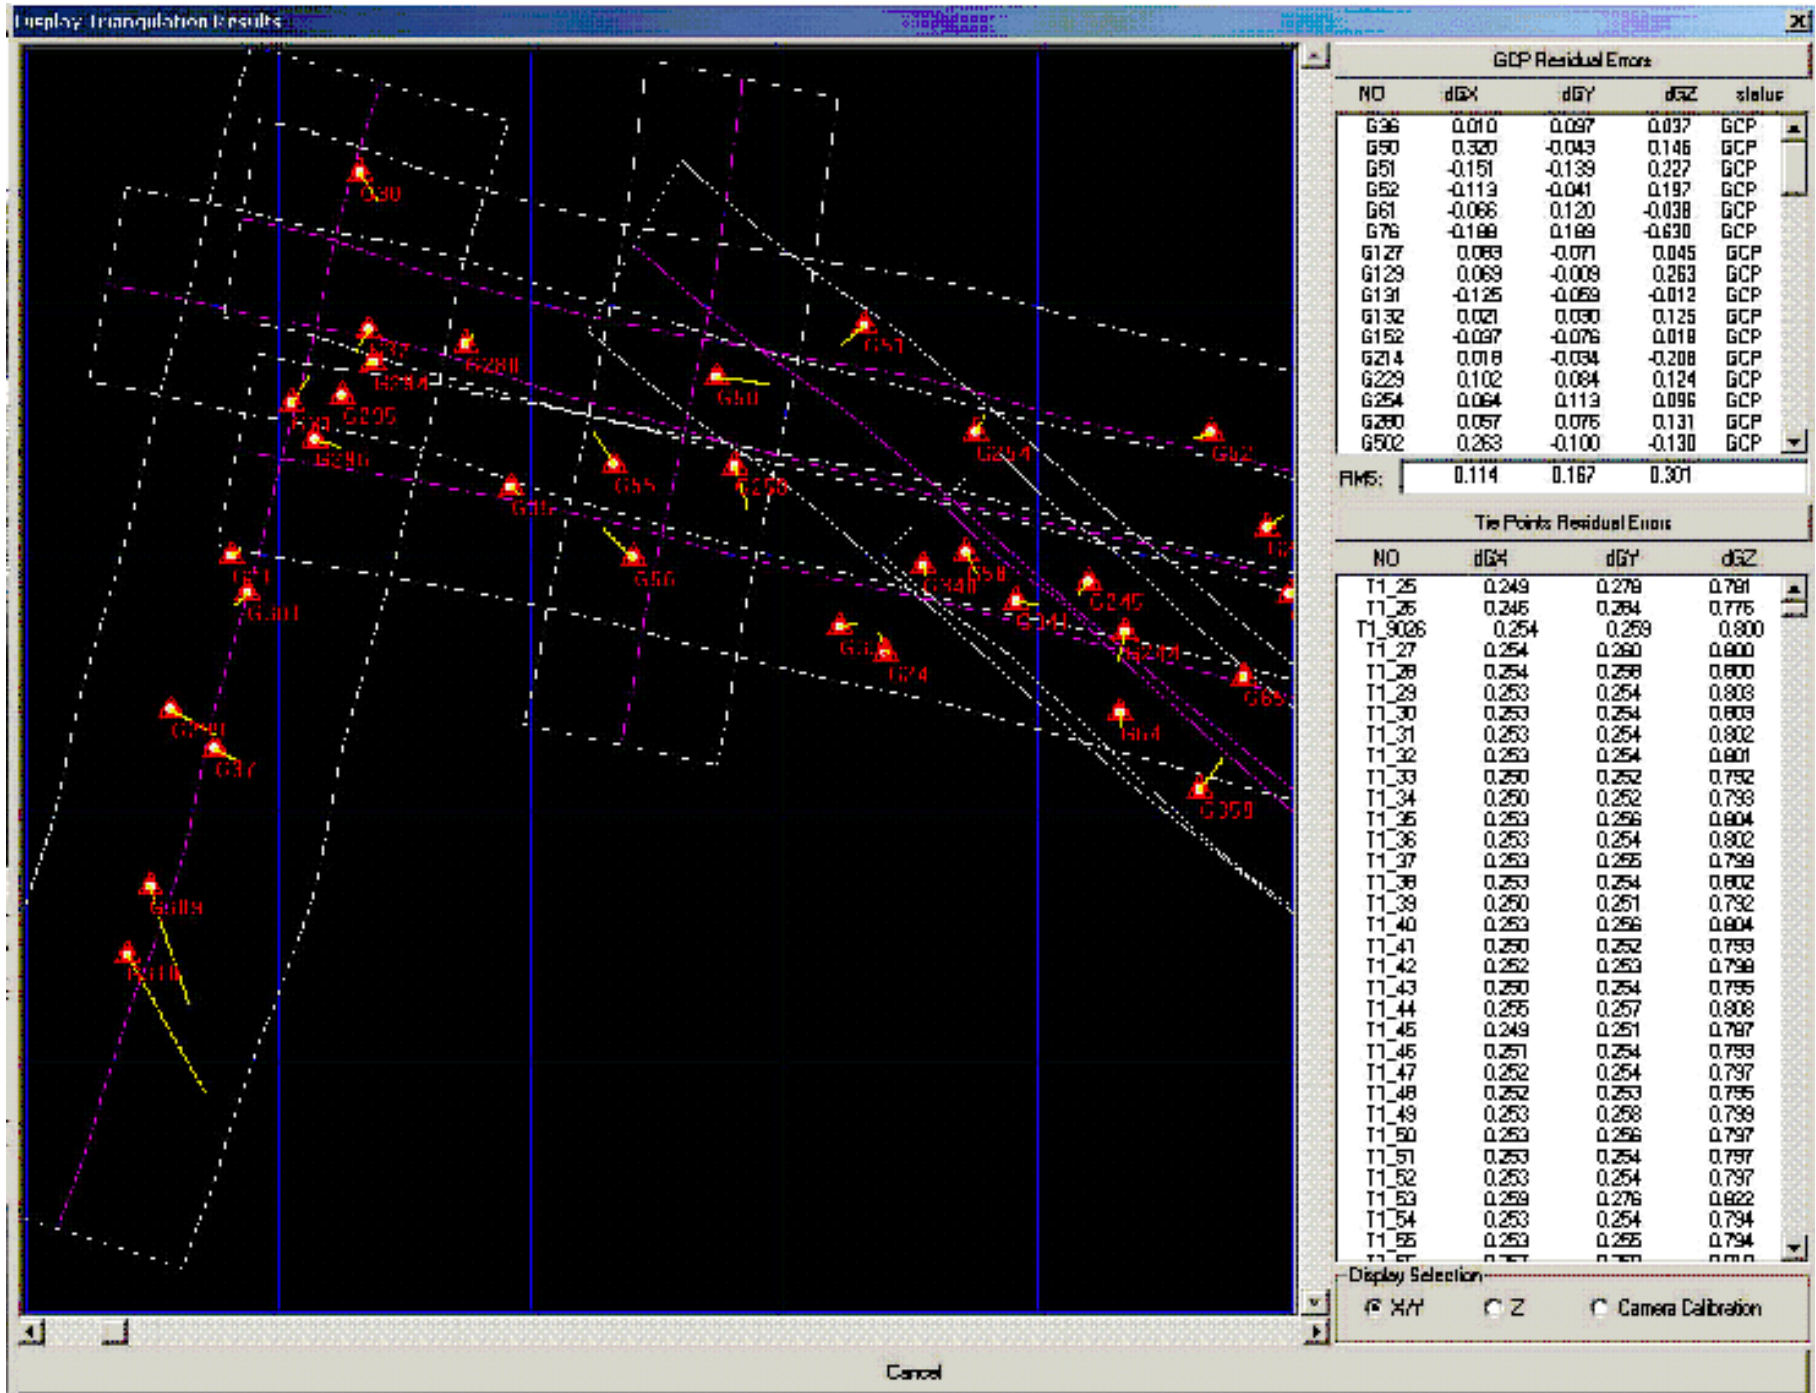 Display Triangulation Results
GCP Residual Errors
NO dGX dGY dGZ status
G36 0.010 0.097 0.037 GCP
G50 0.320 -0.043 0.146 GCP
G51 -0.151 -0.139 0.227 GCP
G52 -0.113 -0.041 0.197 GCP
G61 -0.066 0.120 -0.038 GCP
G76 -0.188 0.189 -0.630 GCP
G127 0.083 -0.071 0.045 GCP
G129 0.069 -0.009 0.263 GCP
G131 -0.125 -0.059 -0.012 GCP
G132 0.021 0.030 0.125 GCP
G152 -0.037 -0.076 0.018 GCP
G214 0.018 -0.034 -0.208 GCP
G229 0.102 0.084 0.124 GCP
G254 0.064 0.113 0.096 GCP
G280 0.057 0.076 0.131 GCP
G502 0.263 -0.100 -0.130 GCP
RMS: 0.114 0.167 0.301
Tie Points Residual Errors
NO dGX dGY dGZ
T1_25 0.249 0.279 0.781
T1_26 0.246 0.284 0.776
T1_9026 0.254 0.259 0.800
T1_27 0.254 0.260 0.800
T1_28 0.254 0.258 0.800
T1_29 0.253 0.254 0.803
T1_30 0.253 0.254 0.803
T1_31 0.253 0.254 0.802
T1_32 0.253 0.254 0.801
T1_33 0.250 0.252 0.792
T1_34 0.250 0.252 0.793
T1_35 0.253 0.256 0.804
T1_36 0.253 0.254 0.802
T1_37 0.253 0.255 0.799
T1_38 0.253 0.254 0.802
T1_39 0.250 0.251 0.792
T1_40 0.253 0.256 0.804
T1_41 0.250 0.252 0.793
T1_42 0.252 0.253 0.798
T1_43 0.250 0.254 0.795
T1_44 0.255 0.257 0.808
T1_45 0.249 0.251 0.787
T1_46 0.251 0.254 0.793
T1_47 0.252 0.254 0.797
T1_48 0.252 0.253 0.795
T1_49 0.253 0.258 0.799
T1_50 0.253 0.256 0.797
T1_51 0.253 0.254 0.797
T1_52 0.253 0.254 0.797
T1_53 0.259 0.276 0.822
T1_54 0.253 0.254 0.794
T1_55 0.253 0.255 0.794
Display Selection
X/Y Z Camera Calibration
Cancel
G30
G51
G280
G295
G50
G296
G254
G52
G55
G56
G301
G245
G24
G65
G64
G37
G359
G509